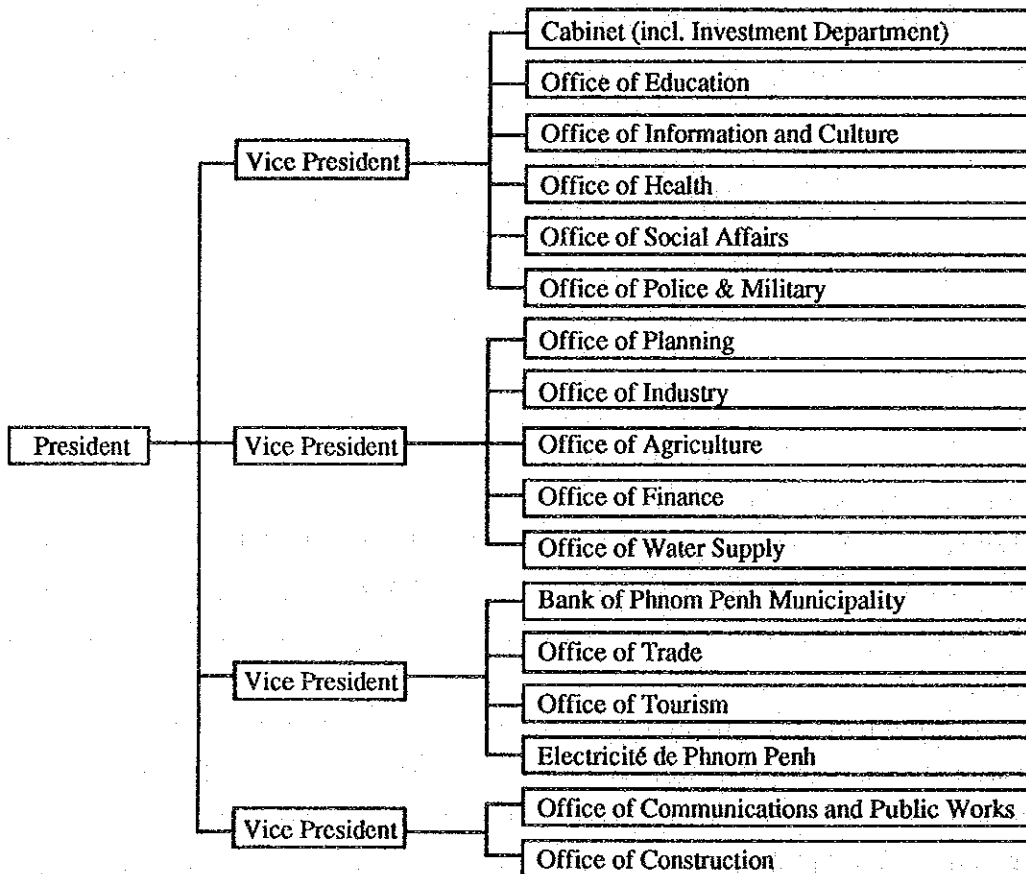 Cabinet (incl. Investment Department)
Office of Education
Office of Information and Culture
Vice President
Office of Health
Office of Social Affairs
Office of Police & Military
Office of Planning
Office of Industry
President
Vice President
Office of Agriculture
Office of Finance
Office of Water Supply
Bank of Phnom Penh Municipality
Office of Trade
Vice President
Office of Tourism
Electricité de Phnom Penh
Office of Communications and Public Works
Vice President
Office of Construction